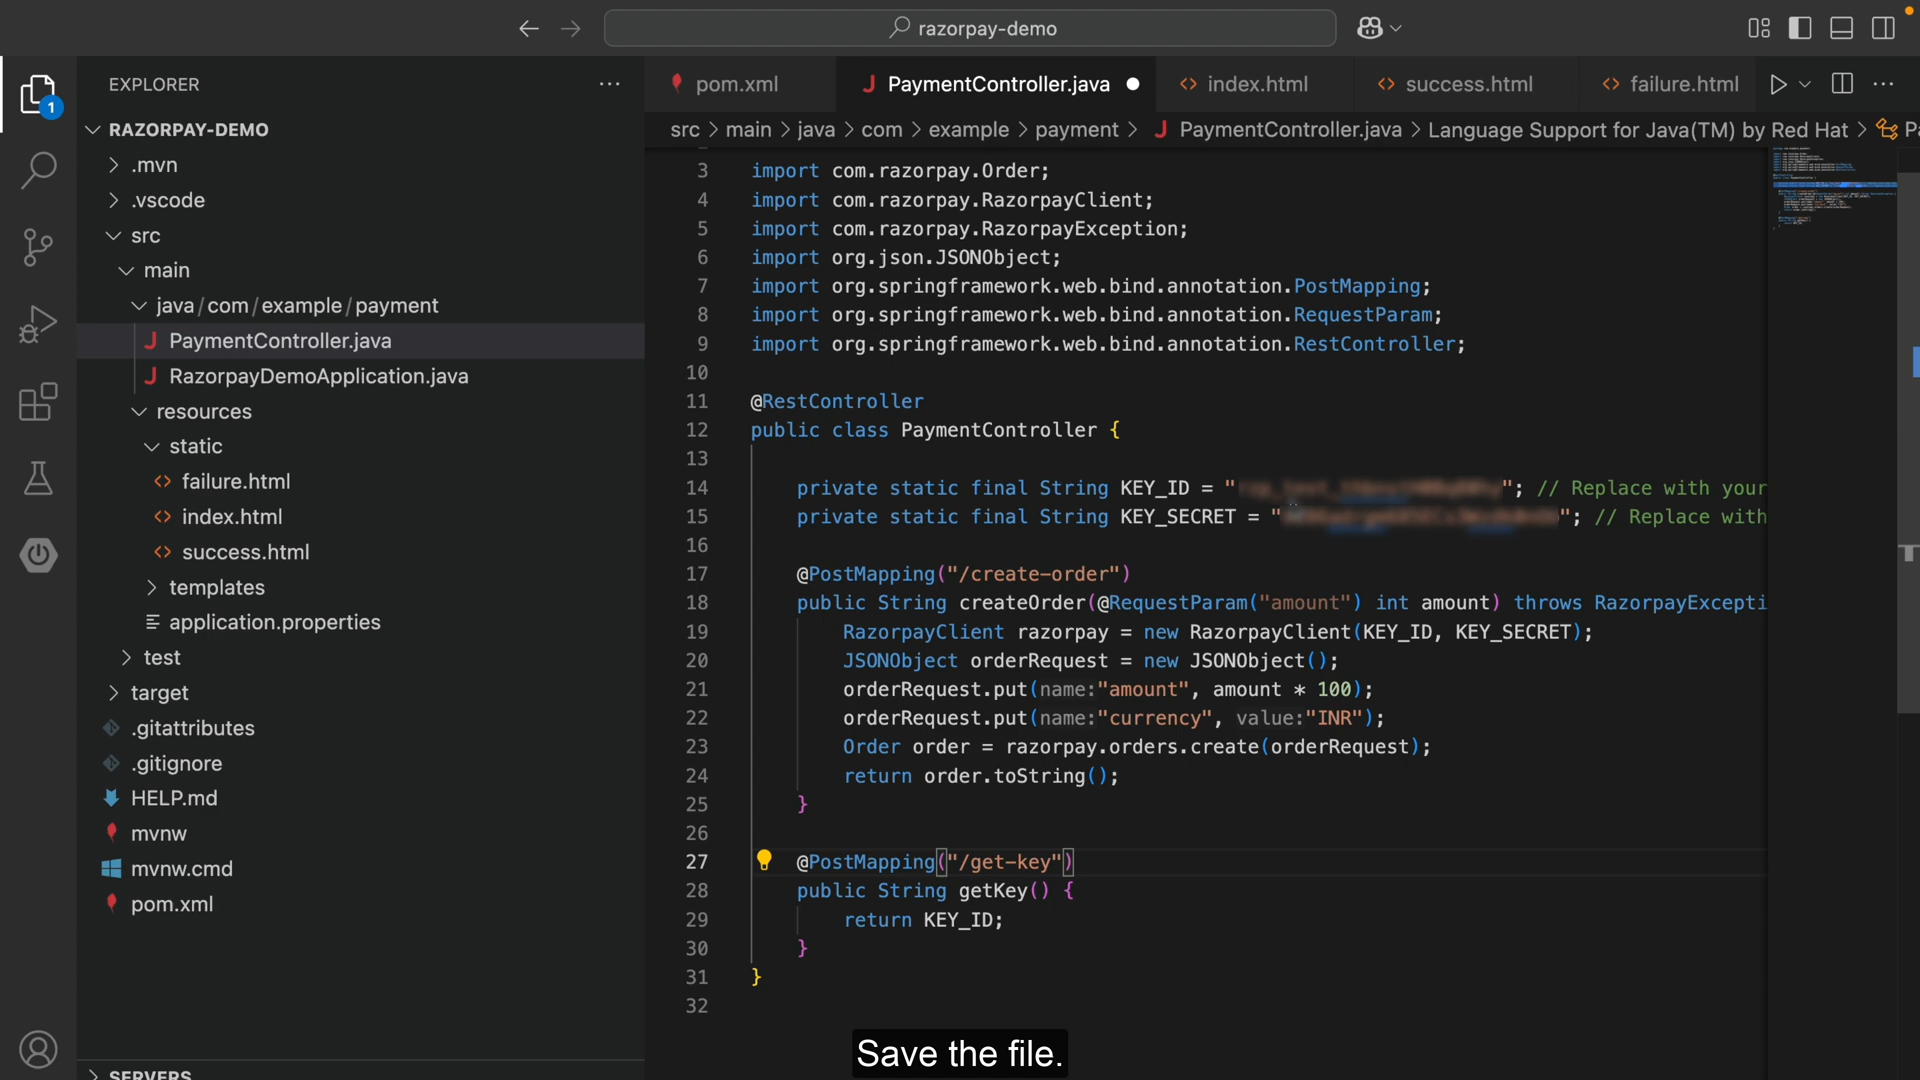 razorpay-demo
EXPLORER
RAZORPAY-DEMO
.mvn
.vscode
src
main
java/com/example/payment
PaymentController.java
RazorpayDemoApplication.java
resources
static
failure.html
index.html
success.html
templates
application.properties
test
target
.gitattributes
.gitignore
HELP.md
mvnw
mvnw.cmd
pom.xml
SERVERS
1
pom.xml PaymentController.java index.html success.html failure.html
src > main > java > com > example > payment > PaymentController.java > Language Support for Java(TM) by Red Hat >
3 import com.razorpay.Order;
4 import com.razorpay.RazorpayClient;
5 import com.razorpay.RazorpayException;
6 import org.json.JSONObject;
7 import org.springframework.web.bind.annotation.PostMapping;
8 import org.springframework.web.bind.annotation.RequestParam;
9 import org.springframework.web.bind.annotation.RestController;
10
11 @RestController
12 public class PaymentController {
13
14 private static final String KEY_ID = ""; // Replace with your
15 private static final String KEY_SECRET = ""; // Replace with
16
17 @PostMapping("/create-order")
18 public String createOrder(@RequestParam("amount") int amount) throws RazorpayExcepti
19 RazorpayClient razorpay = new RazorpayClient(KEY_ID, KEY_SECRET);
20 JSONObject orderRequest = new JSONObject();
21 orderRequest.put(name:"amount", amount * 100);
22 orderRequest.put(name:"currency", value:"INR");
23 Order order = razorpay.orders.create(orderRequest);
24 return order.toString();
25 }
26
27 @PostMapping("/get-key")
28 public String getKey() {
29 return KEY_ID;
30 }
31 }
32
Save the file.